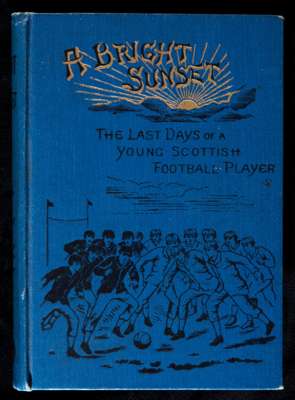 A BRIGHT
SUNSET
THE LAST DAYS OF A
YOUNG SCOTTISH
FOOTBALL PLAYER